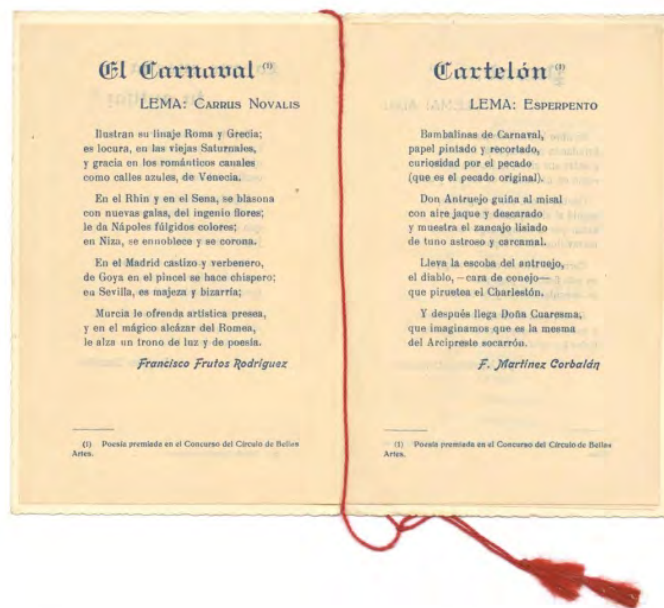 El Carnaval (1)
LEMA: CARRUS NOVALIS
Ilustran su linaje Roma y Grecia;
es locura, en las viejas Saturnales,
y gracia en los románticos canales
como calles azules, de Venecia.
En el Rhin y en el Sena, se blasona
con nuevas galas, del ingenio flores;
le da Nápoles fúlgidos colores;
en Niza, se ennoblece y se corona.
En el Madrid castizo y verbenero,
de Goya en el pincel se hace chispero;
en Sevilla, es majeza y bizarría;
Murcia le ofrenda artística presea,
y en el mágico alcázar del Romea,
le alza un trono de luz y de poesía.
Francisco Frutos Rodríguez
(1) Poesía premiada en el Concurso del Círculo de Bellas
Artes.
Cartelón (1)
LEMA: ESPERPENTO
Bambalinas de Carnaval,
papel pintado y recortado,
curiosidad por el pecado
(que es el pecado original).
Don Antruejo guiña al misal
con aire jaque y descarado
y muestra el zancajo lisiado
de tuno astroso y carcamal.
Lleva la escoba del antruejo,
el diablo, —cara de conejo—
que piruetea el Charlestón.
Y después llega Doña Cuaresma,
que imaginamos que es la mesma
del Arcipreste socarrón.
F. Martínez Corbalán
(1) Poesía premiada en el Concurso del Círculo de Bellas
Artes.